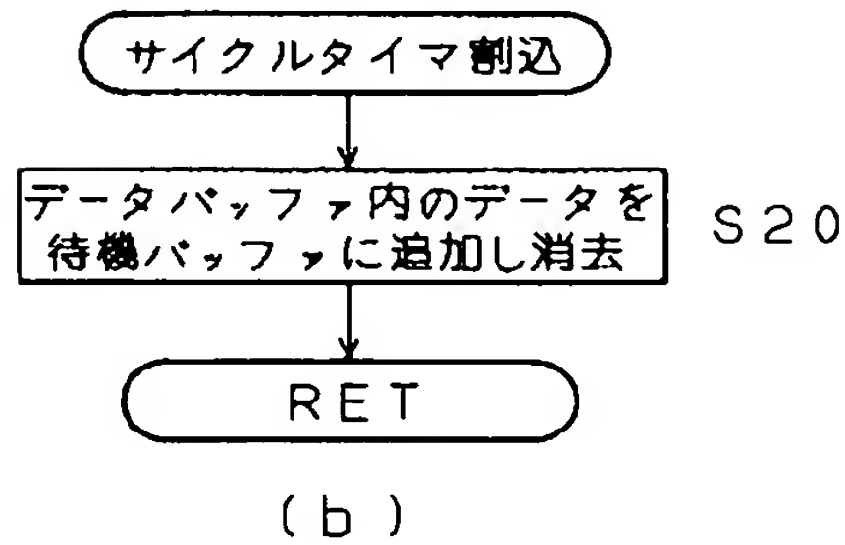 サイクルタイマ割込
データバッファ内のデータを
待機バッファに追加し消去
S20
RET
(b)